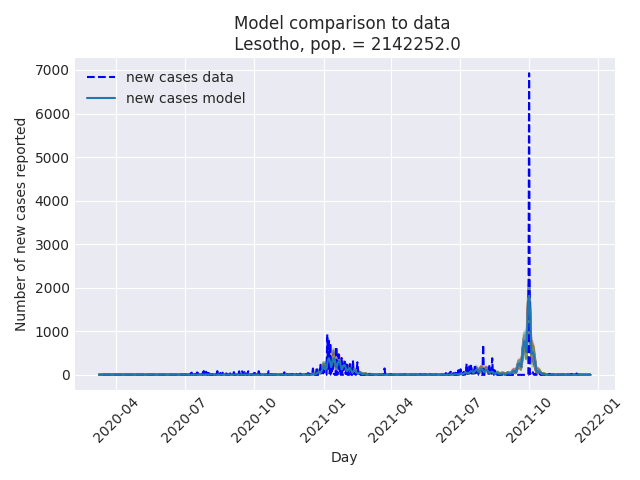 Model comparison to data
Lesotho, pop. = 2142252.0
new cases data
new cases model
Number of new cases reported
7000
6000
5000
4000
3000
2000
1000
0
2020-04
2020-07
2020-10
2021-01
2021-04
2021-07
2021-10
2022-01
Day